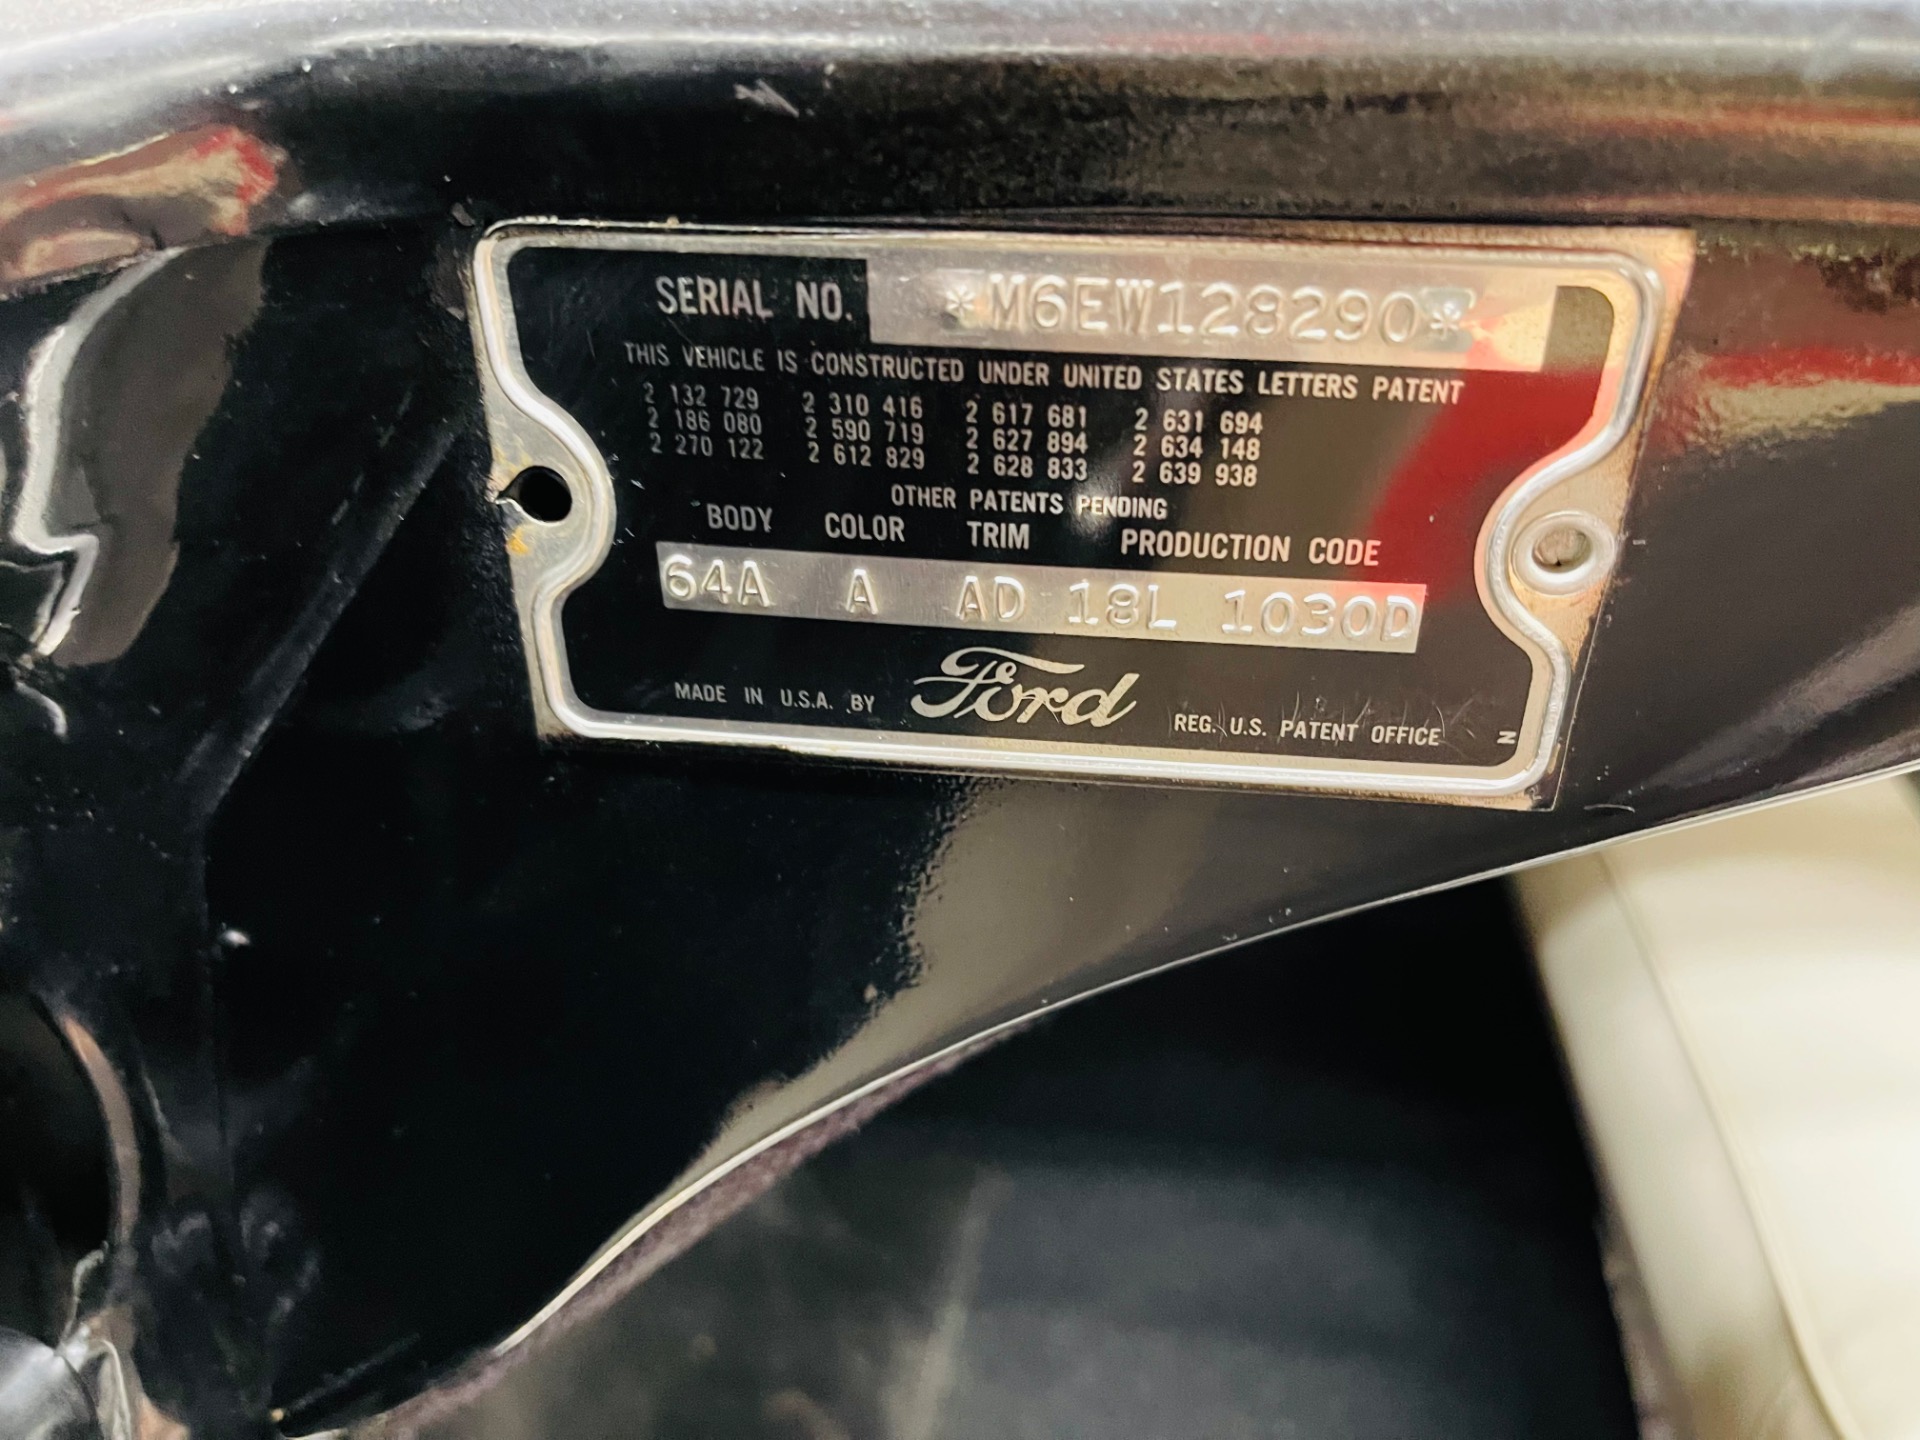 SERIAL NO. *M6EW128290*
THIS VEHICLE IS CONSTRUCTED UNDER UNITED STATES LETTERS PATENT
2 132 729 2 310 416 2 617 681 2 631 694
2 186 080 2 590 719 2 627 894 2 634 148
2 270 122 2 612 829 2 628 833 2 639 938
OTHER PATENTS PENDING
BODY COLOR TRIM PRODUCTION CODE
64A A AD 18L 1030D
MADE IN U.S.A. BY Ford REG. U.S. PATENT OFFICE N